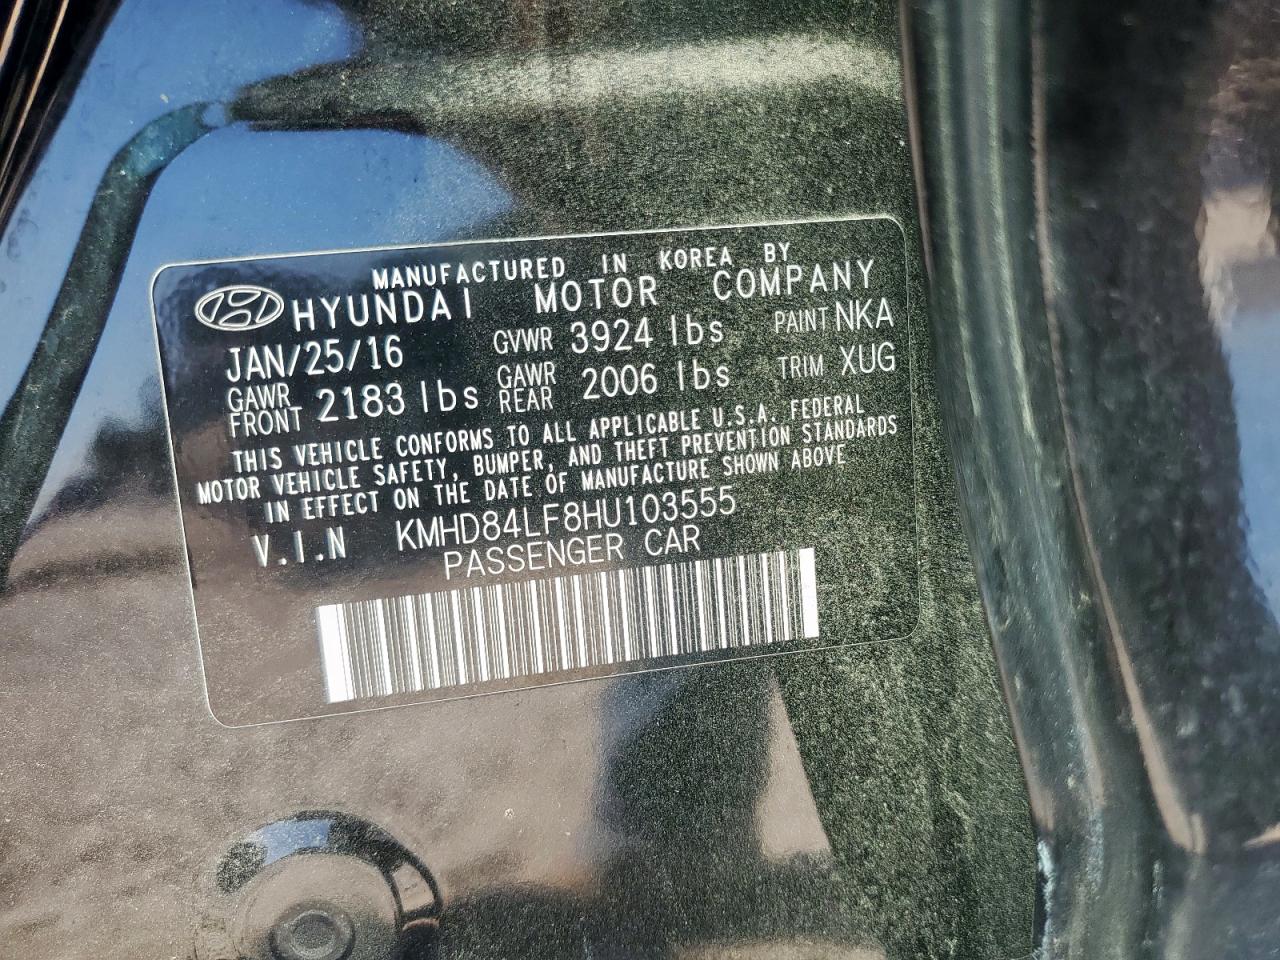 MANUFACTURED IN KOREA BY
HYUNDAI MOTOR COMPANY
JAN/25/16 GVWR 3924 lbs PAINT NKA
GAWR FRONT 2183 lbs GAWR REAR 2006 lbs TRIM XUG
THIS VEHICLE CONFORMS TO ALL APPLICABLE U.S.A. FEDERAL
MOTOR VEHICLE SAFETY, BUMPER, AND THEFT PREVENTION STANDARDS
IN EFFECT ON THE DATE OF MANUFACTURE SHOWN ABOVE
V.I.N KMHD84LF8HU103555
PASSENGER CAR